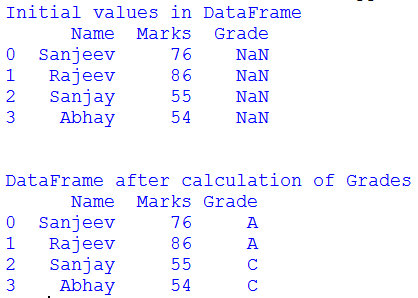 Initial values in DataFrame
Name Marks Grade
0 Sanjeev 76 NaN
1 Rajeev 86 NaN
2 Sanjay 55 NaN
3 Abhay 54 NaN
DataFrame after calculation of Grades
Name Marks Grade
0 Sanjeev 76 A
1 Rajeev 86 A
2 Sanjay 55 C
3 Abhay 54 C